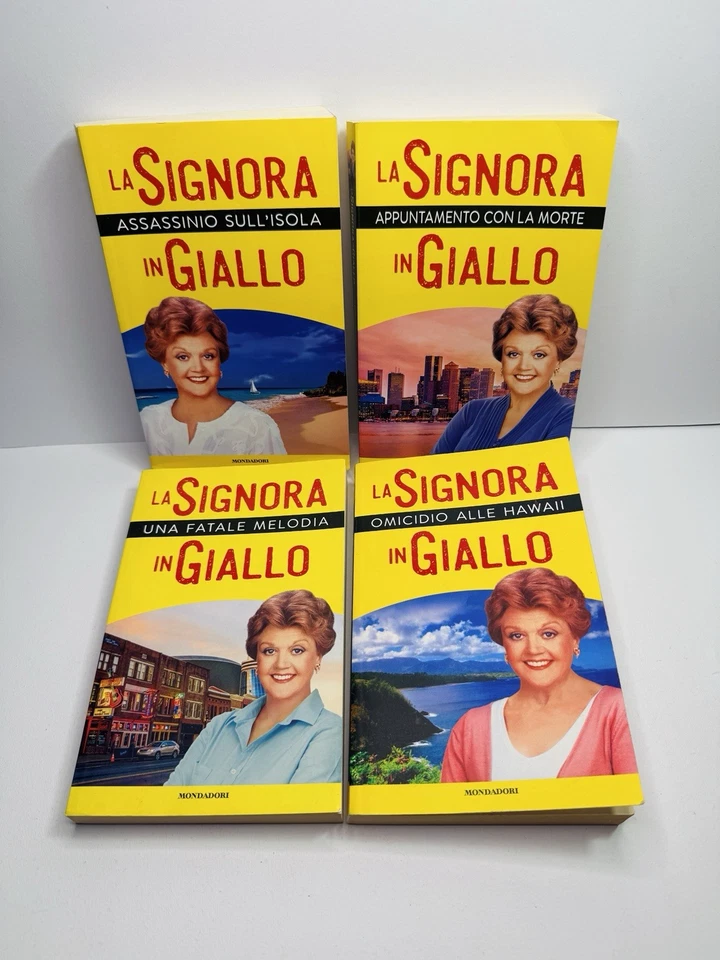 LA SIGNORA
ASSASSINIO SULL'ISOLA
IN GIALLO
MONDADORI
LA SIGNORA
APPUNTAMENTO CON LA MORTE
IN GIALLO
LA SIGNORA
UNA FATALE MELODIA
IN GIALLO
MONDADORI
LA SIGNORA
OMICIDIO ALLE HAWAII
IN GIALLO
MONDADORI